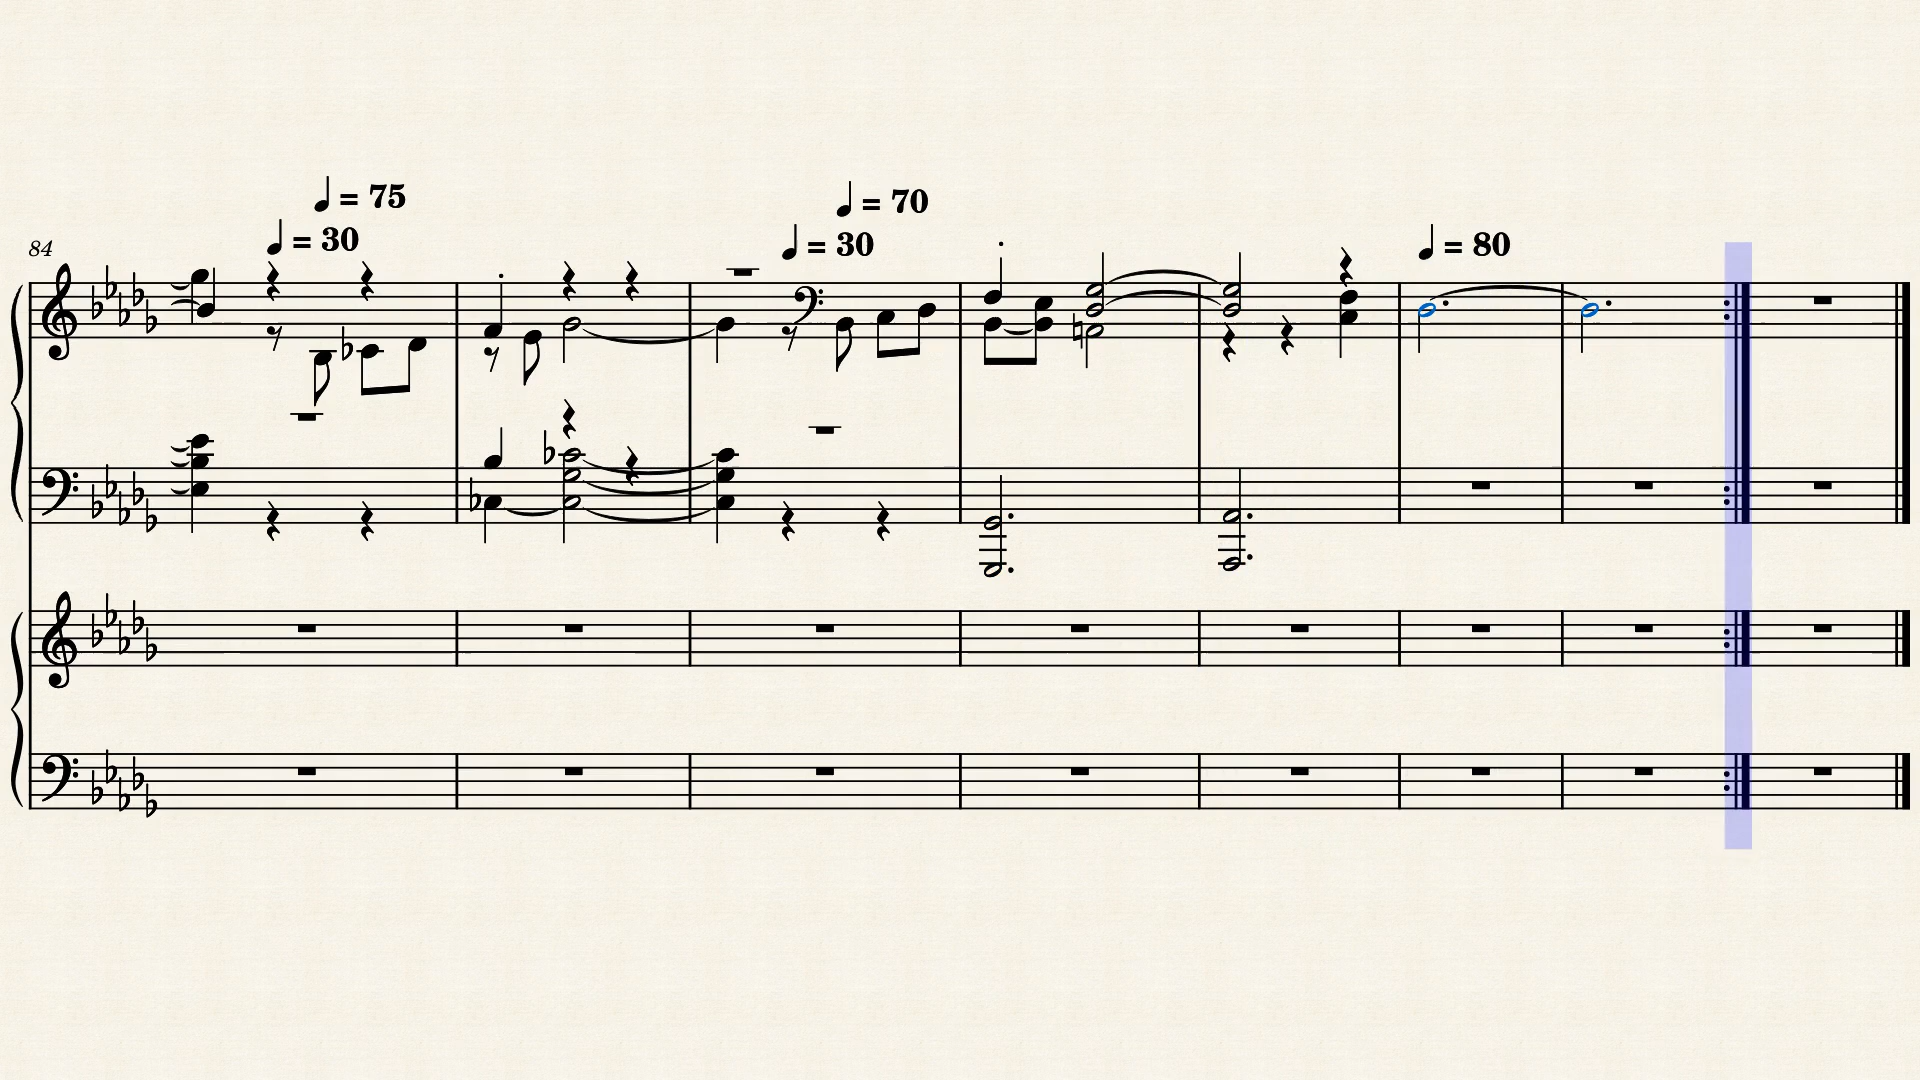 ♩ = 75
♩ = 30
84
♩ = 70
♩ = 30
♩ = 80